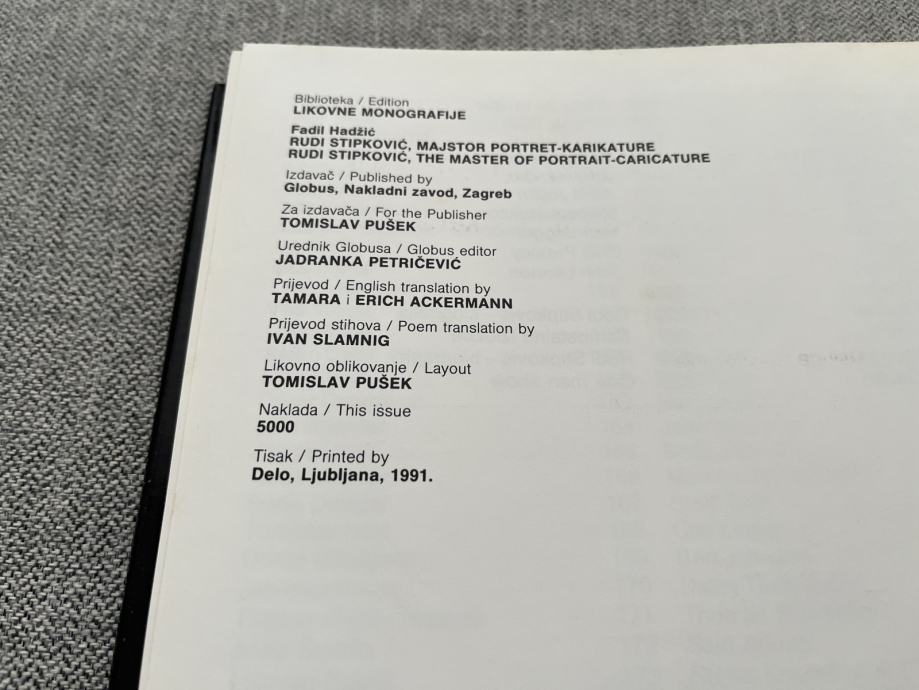 Biblioteka / Edition
LIKOVNE MONOGRAFIJE
Fadil Hadžić
RUDI STIPKOVIĆ, MAJSTOR PORTRET-KARIKATURE
RUDI STIPKOVIĆ, THE MASTER OF PORTRAIT-CARICATURE
Izdavač / Published by
Globus, Nakladni zavod, Zagreb
Za izdavača / For the Publisher
TOMISLAV PUŠEK
Urednik Globusa / Globus editor
JADRANKA PETRIČEVIĆ
Prijevod / English translation by
TAMARA i ERICH ACKERMANN
Prijevod stihova / Poem translation by
IVAN SLAMNIG
Likovno oblikovanje / Layout
TOMISLAV PUŠEK
Naklada / This issue
5000
Tisak / Printed by
Delo, Ljubljana, 1991.